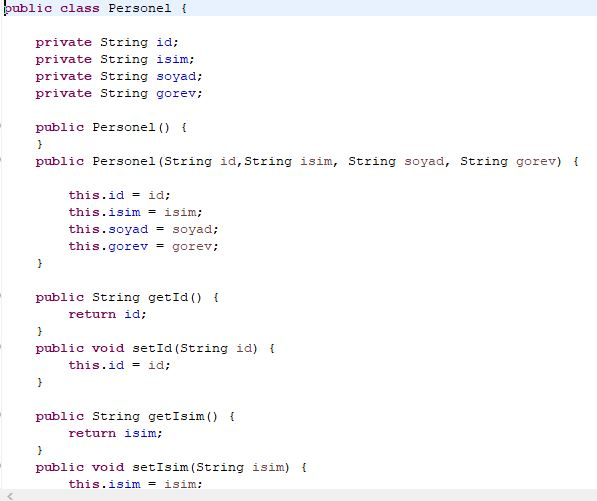 public class Personel {
private String id;
private String isim;
private String soyad;
private String gorev;
public Personel() {
}
public Personel(String id,String isim, String soyad, String gorev) {
this.id = id;
this.isim = isim;
this.soyad = soyad;
this.gorev = gorev;
}
public String getId() {
return id;
}
public void setId(String id) {
this.id = id;
}
public String getIsim() {
return isim;
}
public void setIsim(String isim) {
this.isim = isim;